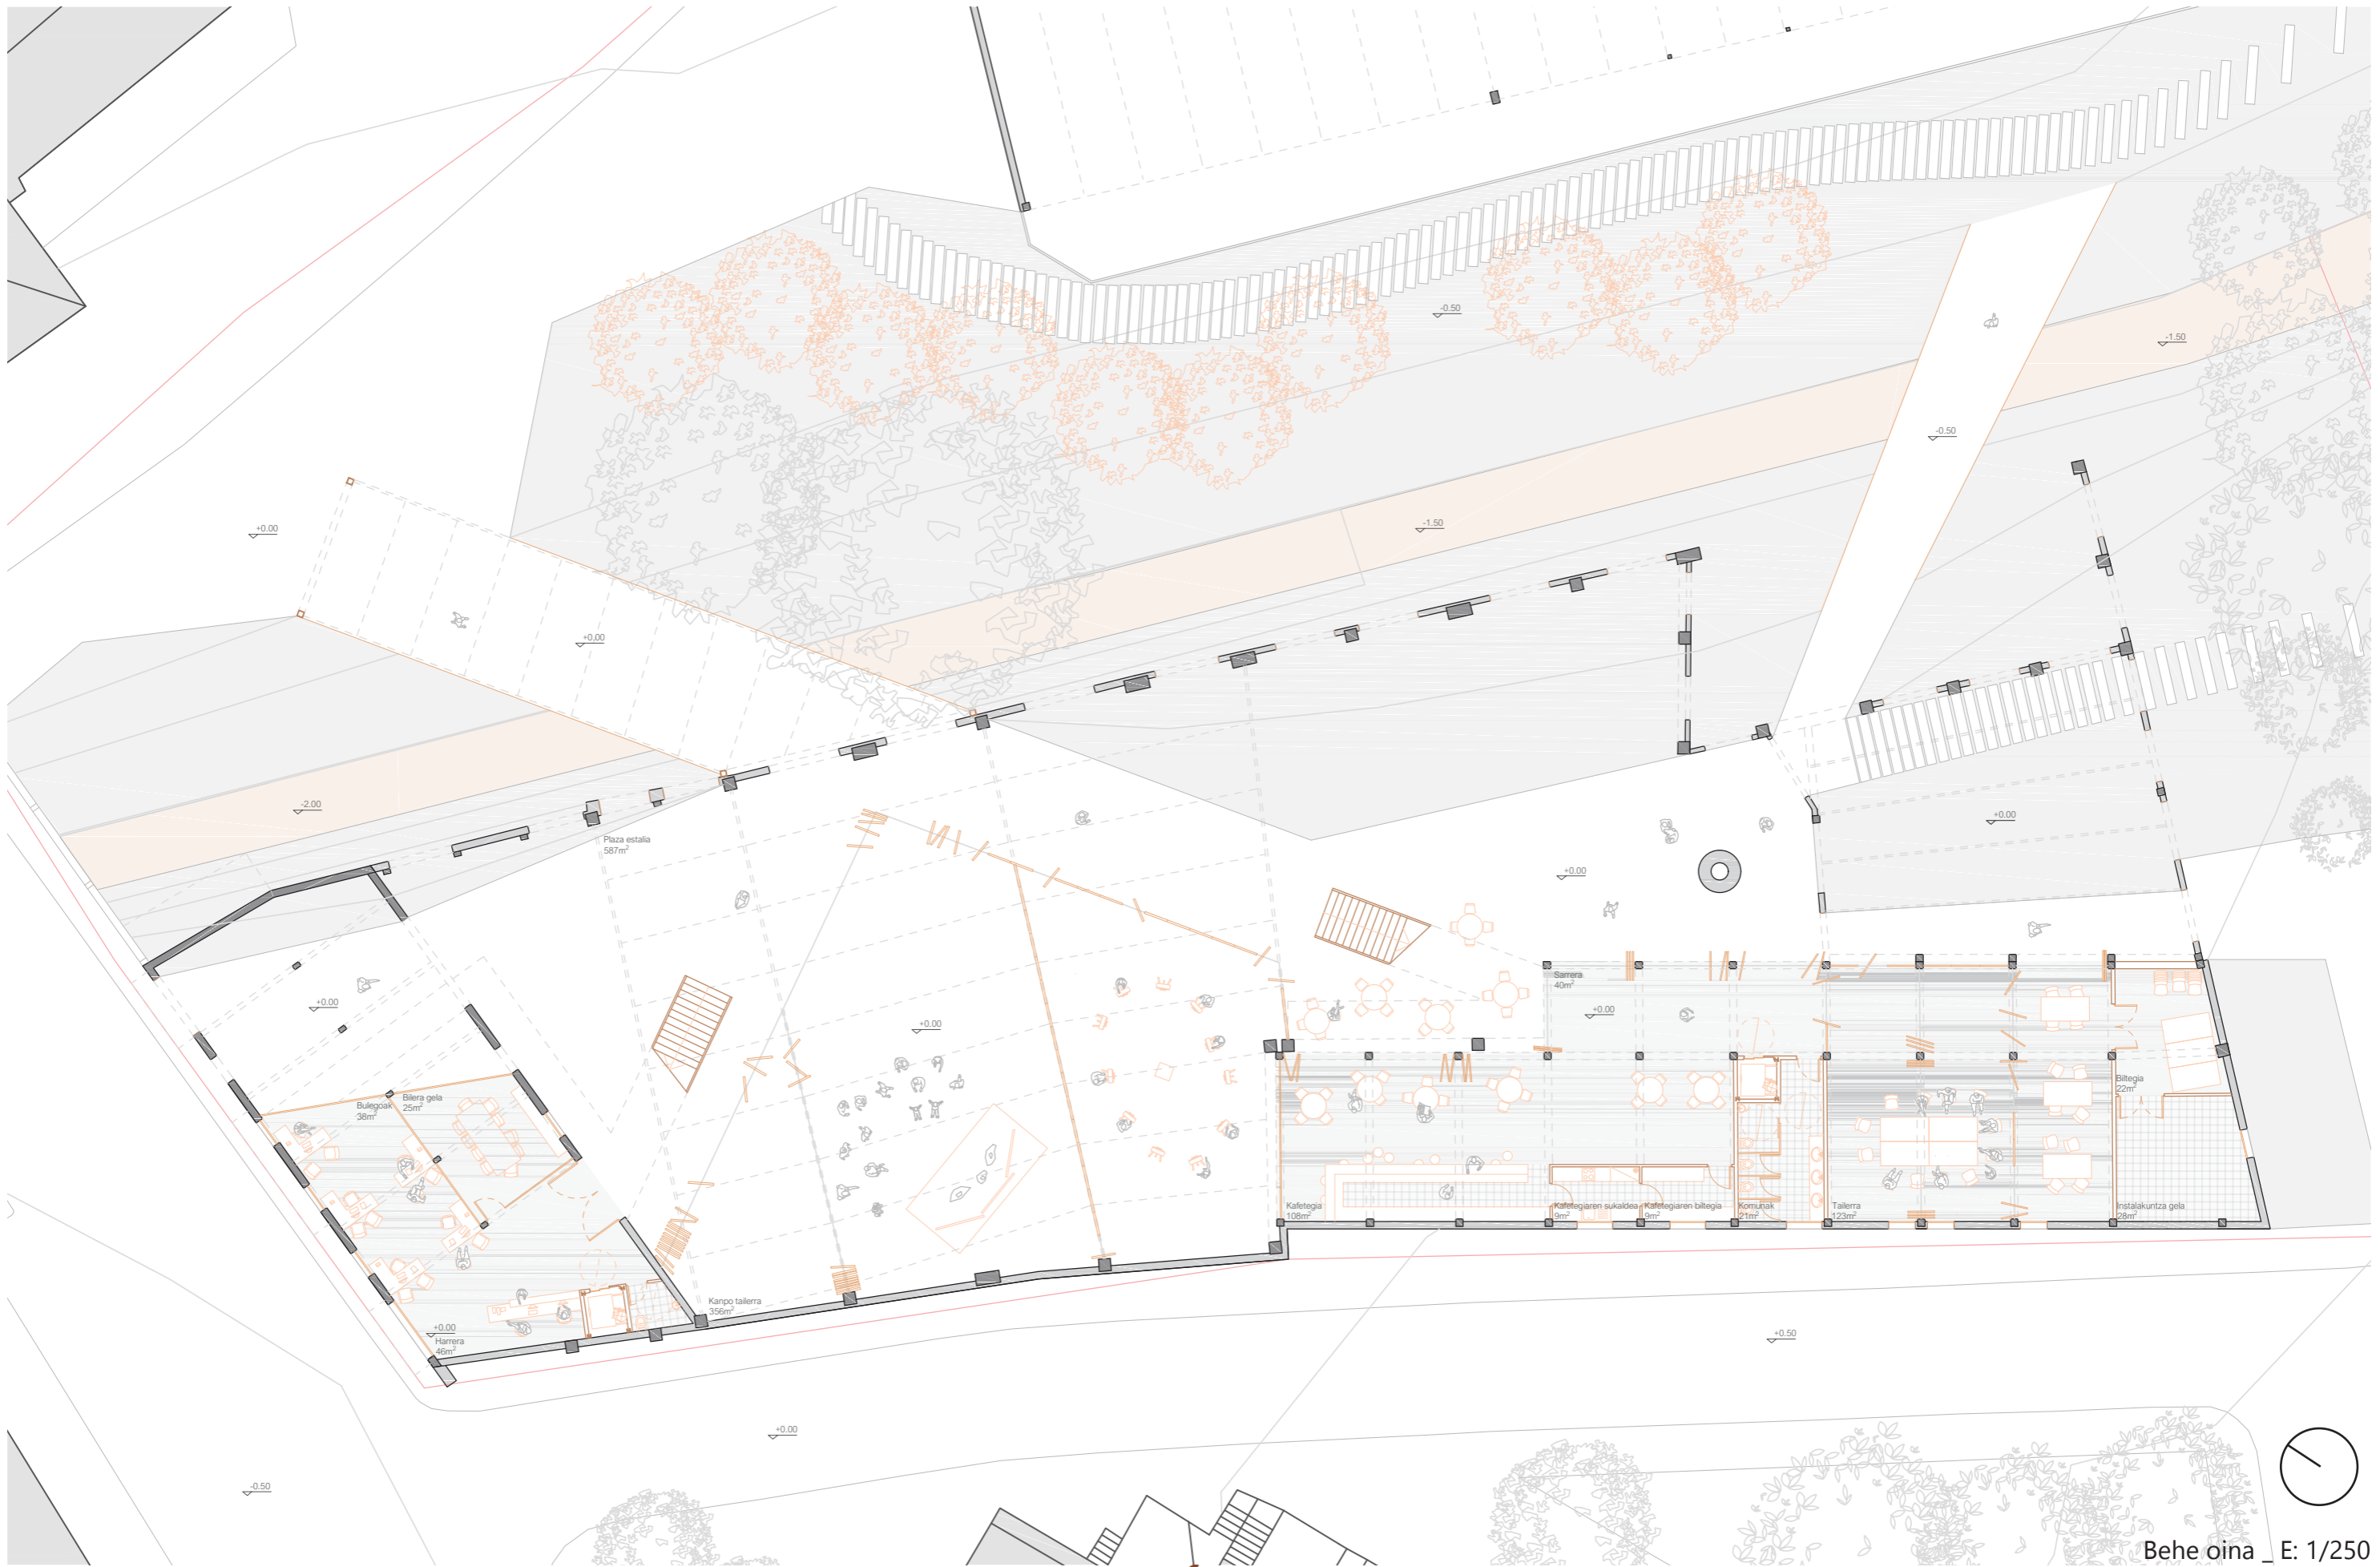 -0.50
-1.50
-0.50
+0.00
-1.50
+0.00
-2.00
+0.00
Plaza estalia
587m²
+0.00
Sarrera
40m²
+0.00
+0.00
+0.00
Biltegia
22m²
Bilera gela
25m²
Bulegoak
38m²
Kafetegia
108m²
Kafetegiaren sukaldea
9m²
Kafetegiaren biltegia
9m²
Komunak
21m²
Tailerra
123m²
Instalakuntza gela
28m²
Kanpo tailerra
356m²
+0.00
Harrera
46m²
+0.50
+0.00
-0.50
Behe oina _ E: 1/250